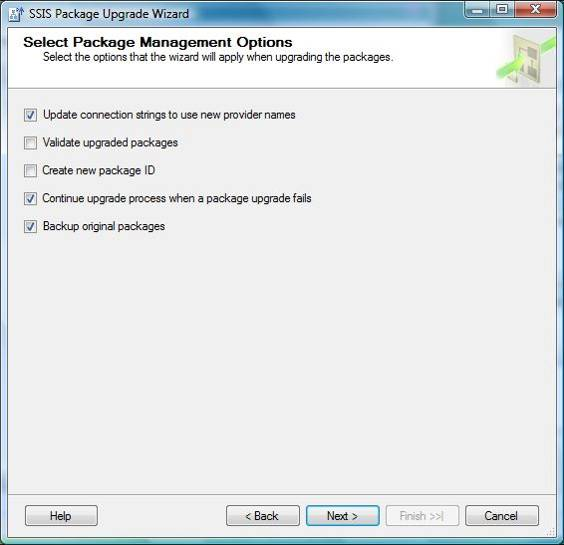 SSIS Package Upgrade Wizard
Select Package Management Options
Select the options that the wizard will apply when upgrading the packages.
Update connection strings to use new provider names
Validate upgraded packages
Create new package ID
Continue upgrade process when a package upgrade fails
Backup original packages
Help
< Back
Next >
Finish >>|
Cancel